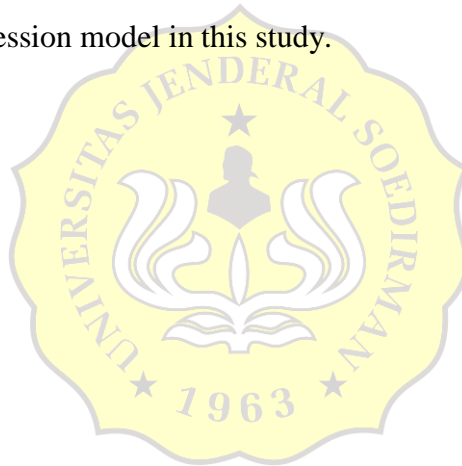 ession model in this study.
UNIVERSITAS JENDERAL SOEDIRMAN
1963